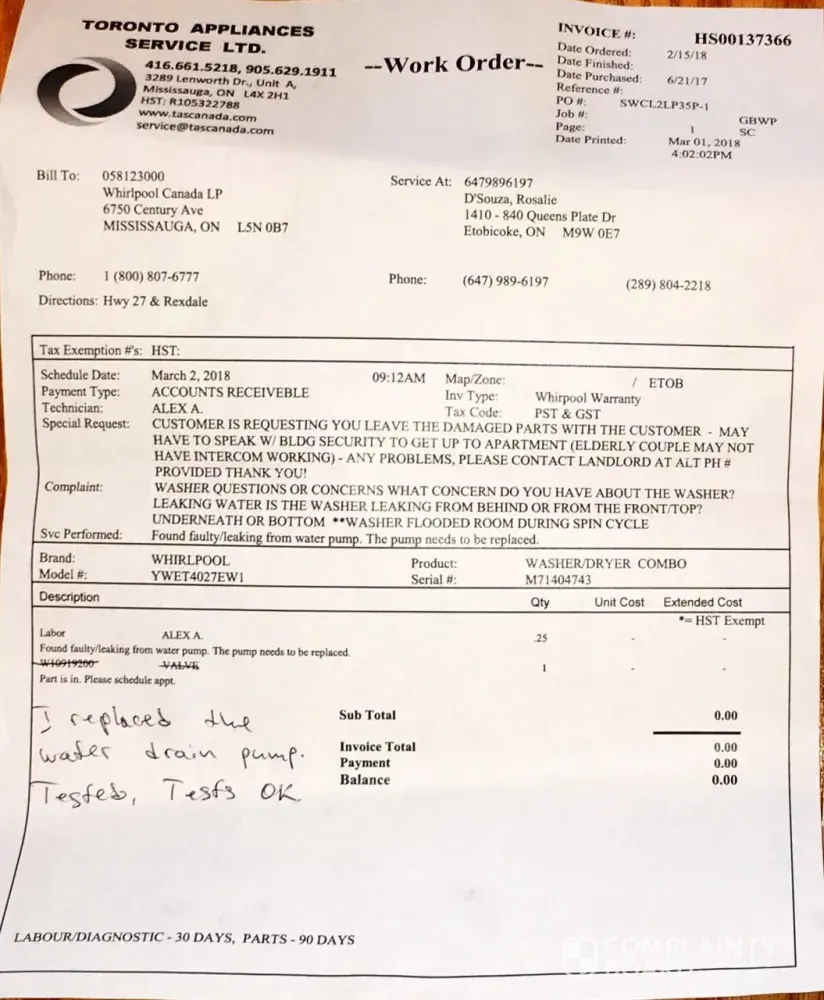 TORONTO APPLIANCES
SERVICE LTD.
416.661.5218, 905.629.1911
3289 Lenworth Dr., Unit A,
Mississauga, ON L4X 2H1
HST: R105322788
www.tascanada.com
service@tascanada.com
--Work Order--
INVOICE #: HS00137366
Date Ordered: 2/15/18
Date Finished:
Date Purchased: 6/21/17
Reference #:
PO #: SWCL2LP35P-1
Job #: GBWP
Page: 1 SC
Date Printed: Mar 01, 2018
4:02:02PM
Bill To: 058123000
Whirlpool Canada LP
6750 Century Ave
MISSISSAUGA, ON L5N 0B7
Service At: 6479896197
D'Souza, Rosalie
1410 - 840 Queens Plate Dr
Etobicoke, ON M9W 0E7
Phone: 1 (800) 807-6777
Phone: (647) 989-6197 (289) 804-2218
Directions: Hwy 27 & Rexdale
Tax Exemption #'s: HST:
Schedule Date: March 2, 2018 09:12AM Map/Zone: / ETOB
Payment Type: ACCOUNTS RECEIVEBLE Inv Type: Whirpool Warranty
Technician: ALEX A. Tax Code: PST & GST
Special Request: CUSTOMER IS REQUESTING YOU LEAVE THE DAMAGED PARTS WITH THE CUSTOMER - MAY
HAVE TO SPEAK W/ BLDG SECURITY TO GET UP TO APARTMENT (ELDERLY COUPLE MAY NOT
HAVE INTERCOM WORKING) - ANY PROBLEMS, PLEASE CONTACT LANDLORD AT ALT PH #
PROVIDED THANK YOU!
Complaint: WASHER QUESTIONS OR CONCERNS WHAT CONCERN DO YOU HAVE ABOUT THE WASHER?
LEAKING WATER IS THE WASHER LEAKING FROM BEHIND OR FROM THE FRONT/TOP?
UNDERNEATH OR BOTTOM **WASHER FLOODED ROOM DURING SPIN CYCLE
Svc Performed: Found faulty/leaking from water pump. The pump needs to be replaced.
Brand: WHIRLPOOL Product: WASHER/DRYER COMBO
Model #: YWET4027EW1 Serial #: M71404743
Description Qty Unit Cost Extended Cost
*= HST Exempt
Labor ALEX A. .25 - -
Found faulty/leaking from water pump. The pump needs to be replaced.
W10919200 VALVE 1 - -
Part is in. Please schedule appt.
I replaced the
water drain pump.
Tested, Tests OK
Sub Total 0.00
Invoice Total 0.00
Payment 0.00
Balance 0.00
LABOUR/DIAGNOSTIC - 30 DAYS, PARTS - 90 DAYS
COMPLAINTS
BOARD